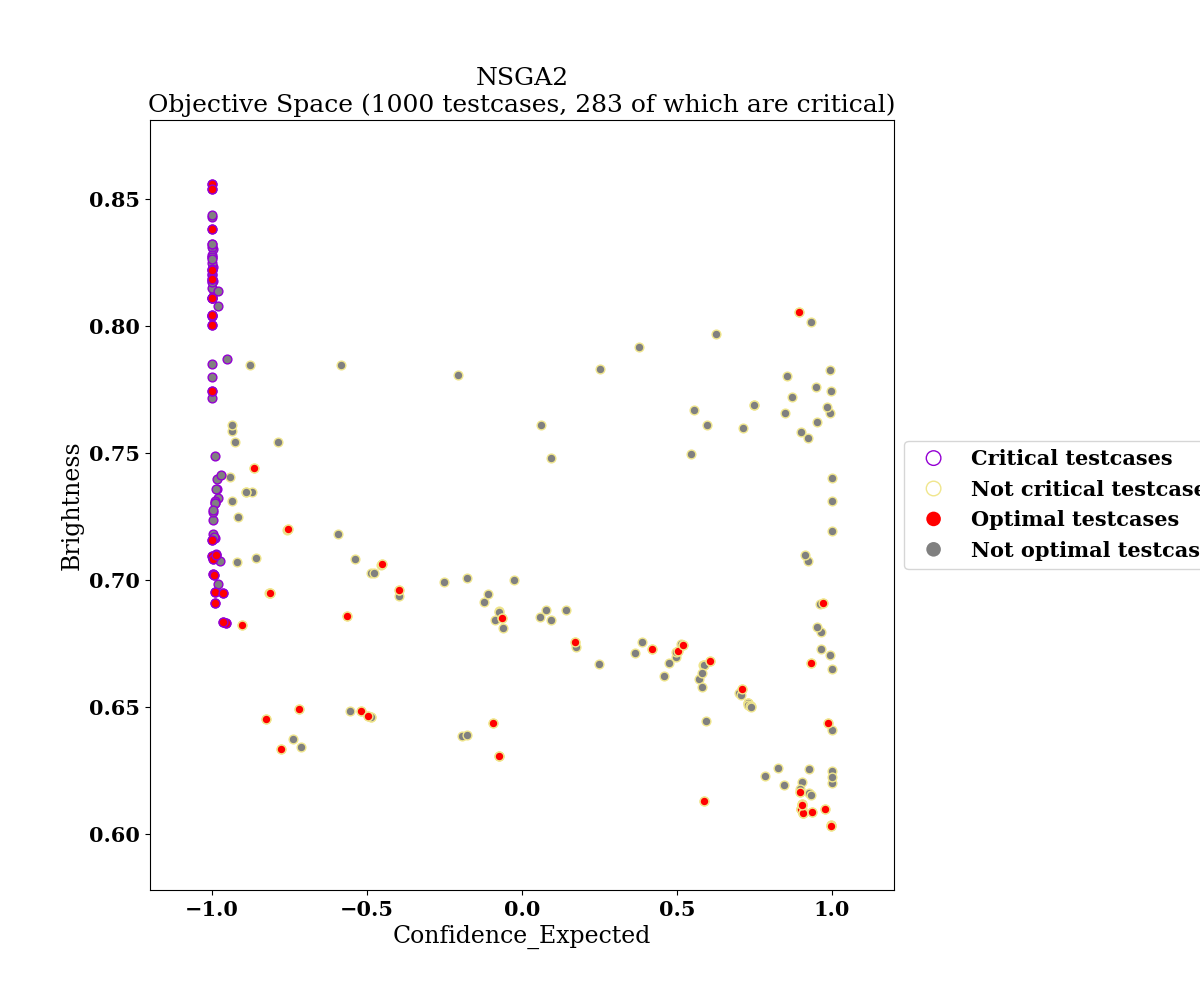 NSGA2
Objective Space (1000 testcases, 283 of which are critical)
0.85
0.80
0.75
0.70
0.65
0.60
Brightness
−1.0
−0.5
0.0
0.5
1.0
Confidence_Expected
Critical testcases
Not critical testcase
Optimal testcases
Not optimal testcas